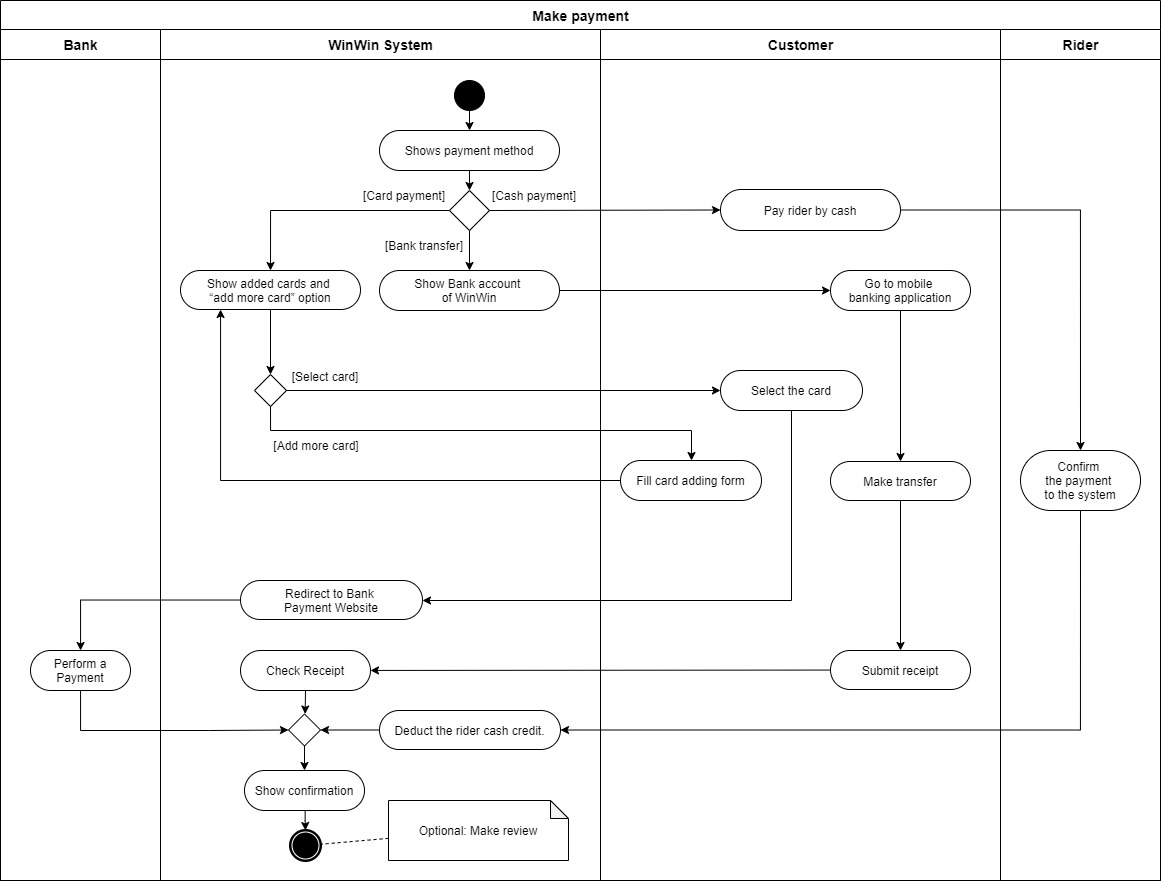 Make payment
Bank
WinWin System
Customer
Rider
Shows payment method
[Card payment]
[Cash payment]
Pay rider by cash
[Bank transfer]
Show added cards and
“add more card” option
Show Bank account
of WinWin
Go to mobile
banking application
[Select card]
Select the card
[Add more card]
Fill card adding form
Make transfer
Confirm
the payment
to the system
Redirect to Bank
Payment Website
Perform a
Payment
Check Receipt
Submit receipt
Deduct the rider cash credit.
Show confirmation
Optional: Make review